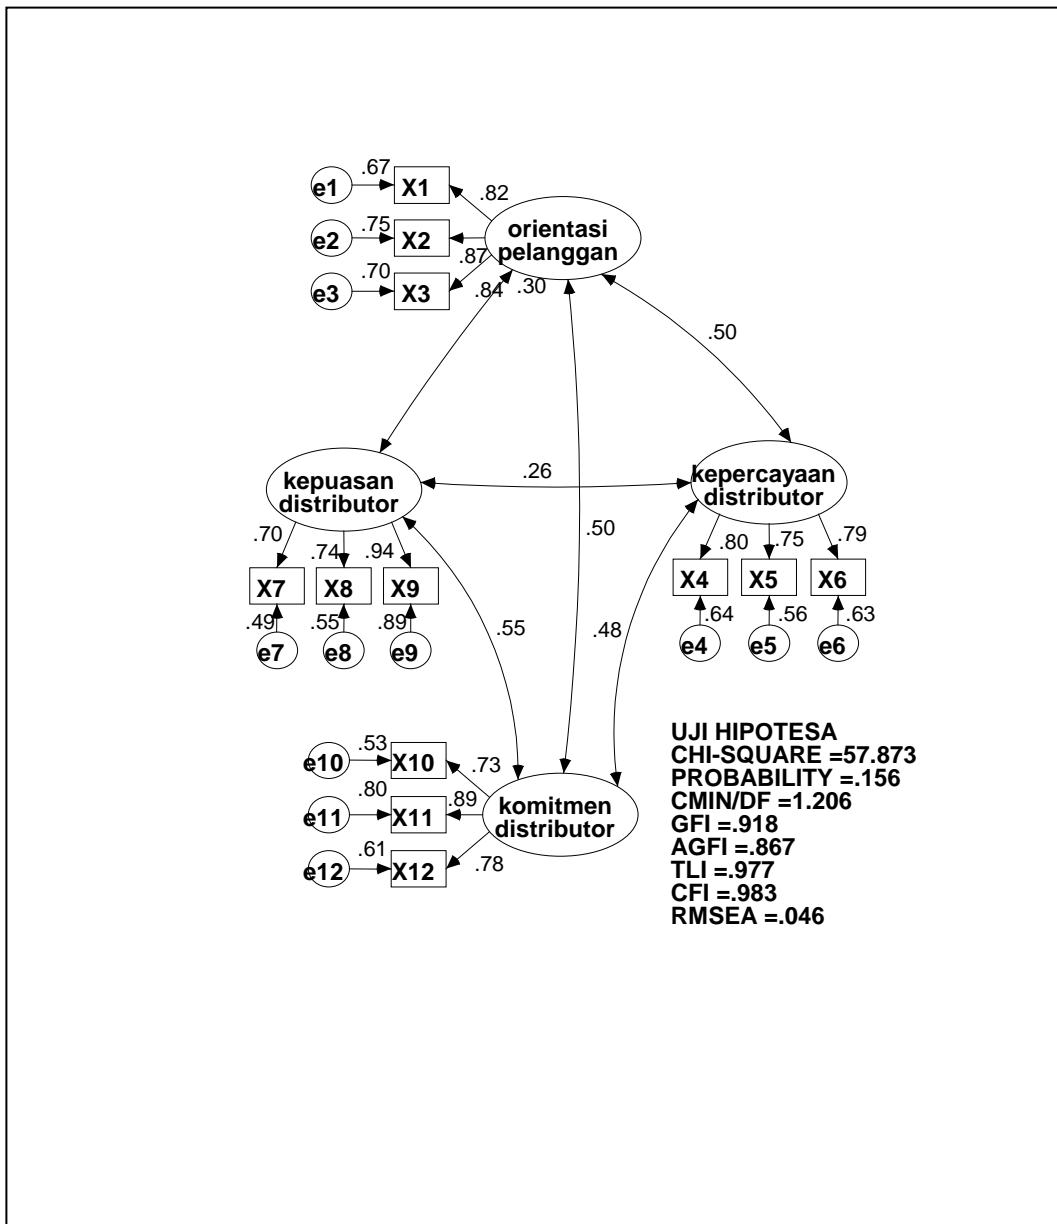 .67
e1
X1
.82
orientasi
pelanggan
.75
e2
X2
.87
.70
e3
X3
.84
.30
.50
kepuasan
distributor
.26
kepercayaan
distributor
.70
.74
.94
.50
.80
.75
.79
X7
X8
X9
X4
X5
X6
.49
.55
.89
.64
.56
.63
e7
e8
e9
.55
.48
e4
e5
e6
.53
e10
X10
.73
.80
e11
X11
.89
komitmen
distributor
.61
e12
X12
.78
UJI HIPOTESA
CHI-SQUARE =57.873
PROBABILITY =.156
CMIN/DF =1.206
GFI =.918
AGFI =.867
TLI =.977
CFI =.983
RMSEA =.046